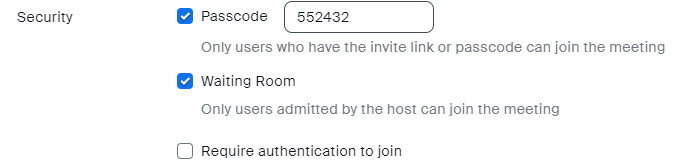 Security
Passcode 552432
Only users who have the invite link or passcode can join the meeting
Waiting Room
Only users admitted by the host can join the meeting
Require authentication to join